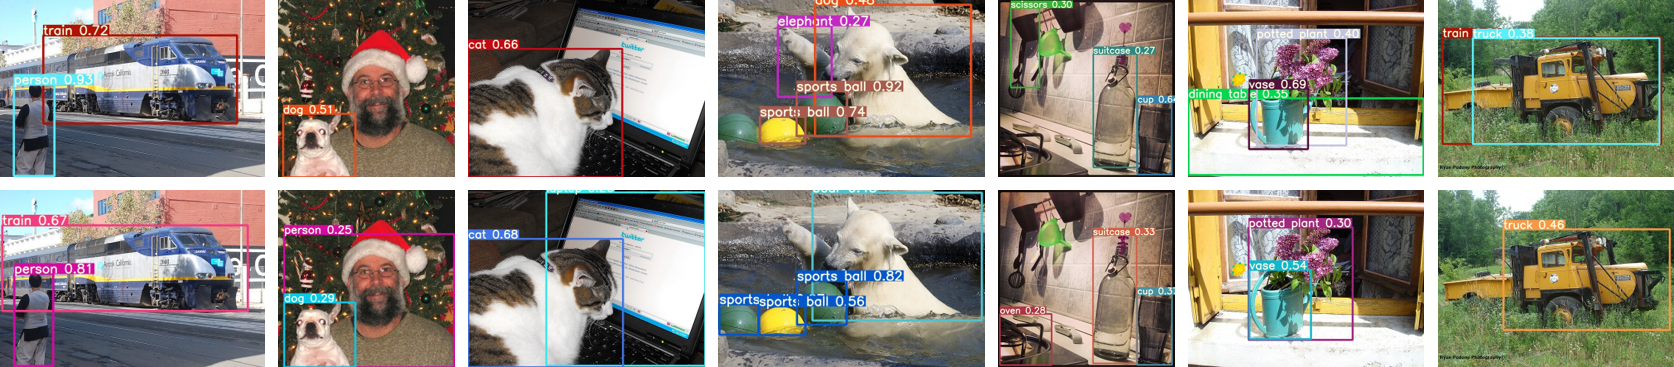 train 0.72
person 0.93
dog 0.51
cat 0.66
twitter
dog 0.48
elephant 0.27
sports ball 0.92
sports ball 0.74
scissors 0.30
suitcase 0.27
cup 0.6
potted plant 0.40
vase 0.69
dining table 0.35
train
truck 0.38
train 0.67
person 0.81
person 0.25
dog 0.29
cat 0.68
twitter
sports ball 0.82
sports
sports ball 0.56
suitcase 0.33
cup 0.3
oven 0.28
potted plant 0.30
vase 0.54
truck 0.46